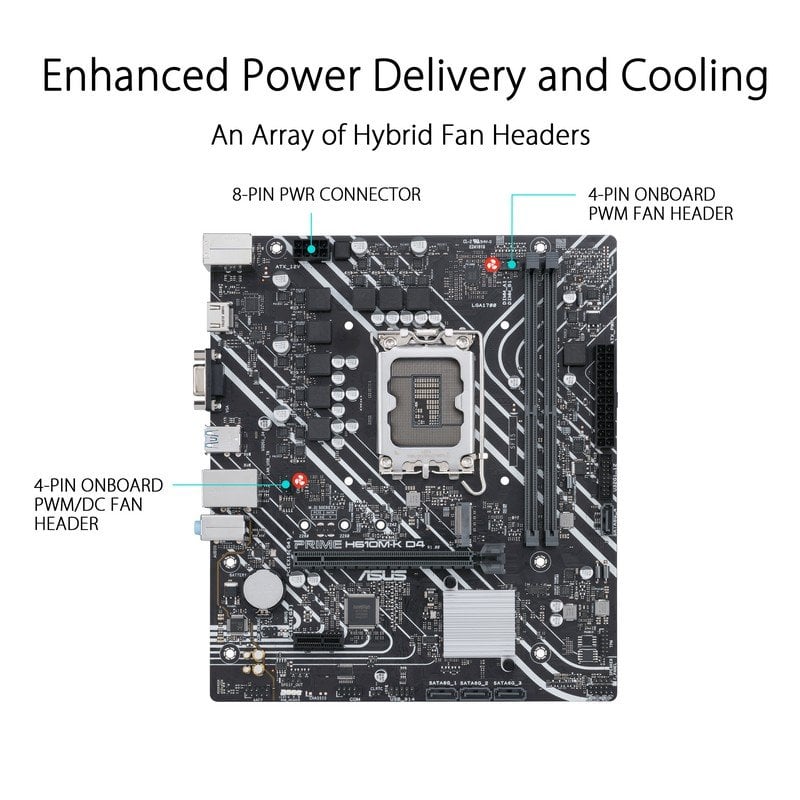 Enhanced Power Delivery and Cooling
An Array of Hybrid Fan Headers
8-PIN PWR CONNECTOR
4-PIN ONBOARD
PWM FAN HEADER
ATX_12V
LGA1700
4-PIN ONBOARD
PWM/DC FAN
HEADER
PRIME H610M-K D4
ASUS
BATTERY
SATA6G_1 SATA6G_2 SATA6G_3
CLRTC
COM